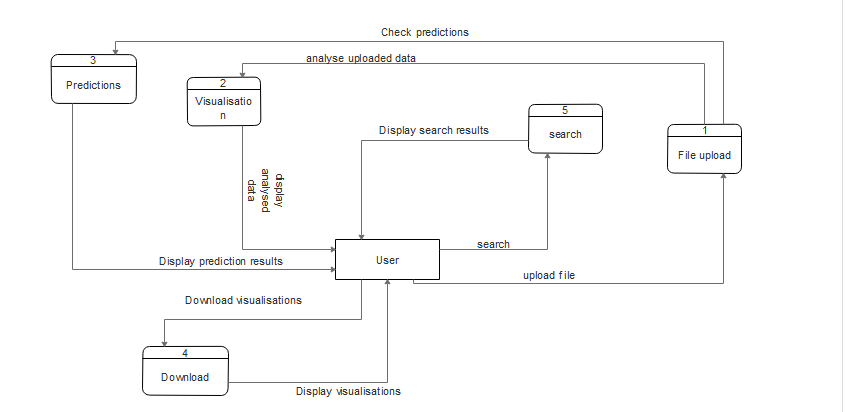 Check predictions
3
Predictions
analyse uploaded data
2
Visualisatio
n
5
search
Display search results
1
File upload
display
analysed
data
search
User
Display prediction results
upload file
Download visualisations
4
Download
Display visualisations